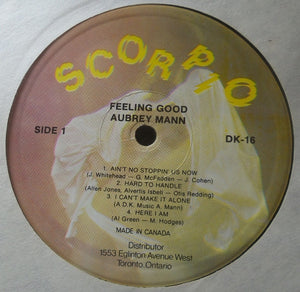 SCORPIO
FEELING GOOD
AUBREY MANN
SIDE 1
DK-16
1. AIN'T NO STOPPIN' US NOW
(J. Whitehead — G. McFadden — J. Cohen)
2. HARD TO HANDLE
(Allen Jones, Alvertis Isbell — Otis Redding)
3. I CAN'T MAKE IT ALONE
(A.D.K. Music A. Mann)
4. HERE I AM
(Al Green — M. Hodges)
MADE IN CANADA
Distributor
1553 Eglinton Avenue West
Toronto, Ontario